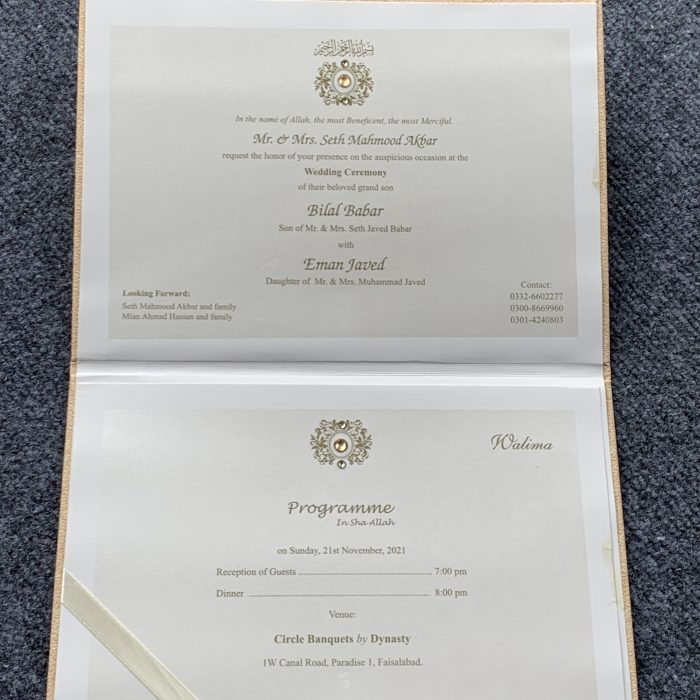 بسم الله الرحمن الرحيم
In the name of Allah, the most Beneficent, the most Merciful.
Mr. & Mrs. Seth Mahmood Akbar
request the honor of your presence on the auspicious occasion at the
Wedding Ceremony
of their beloved grand son
Bilal Babar
Son of Mr. & Mrs. Seth Javed Babar
with
Eman Javed
Daughter of Mr. & Mrs. Muhammad Javed
Looking Forward:
Seth Mahmood Akbar and family
Mian Ahmad Hassan and family
Contact:
0332-6602277
0300-8669960
0301-4240803
Walima
Programme
In Sha Allah
on Sunday, 21st November, 2021
Reception of Guests ........................................ 7:00 pm
Dinner ........................................................ 8:00 pm
Venue:
Circle Banquets by Dynasty
1W Canal Road, Paradise 1, Faisalabad.